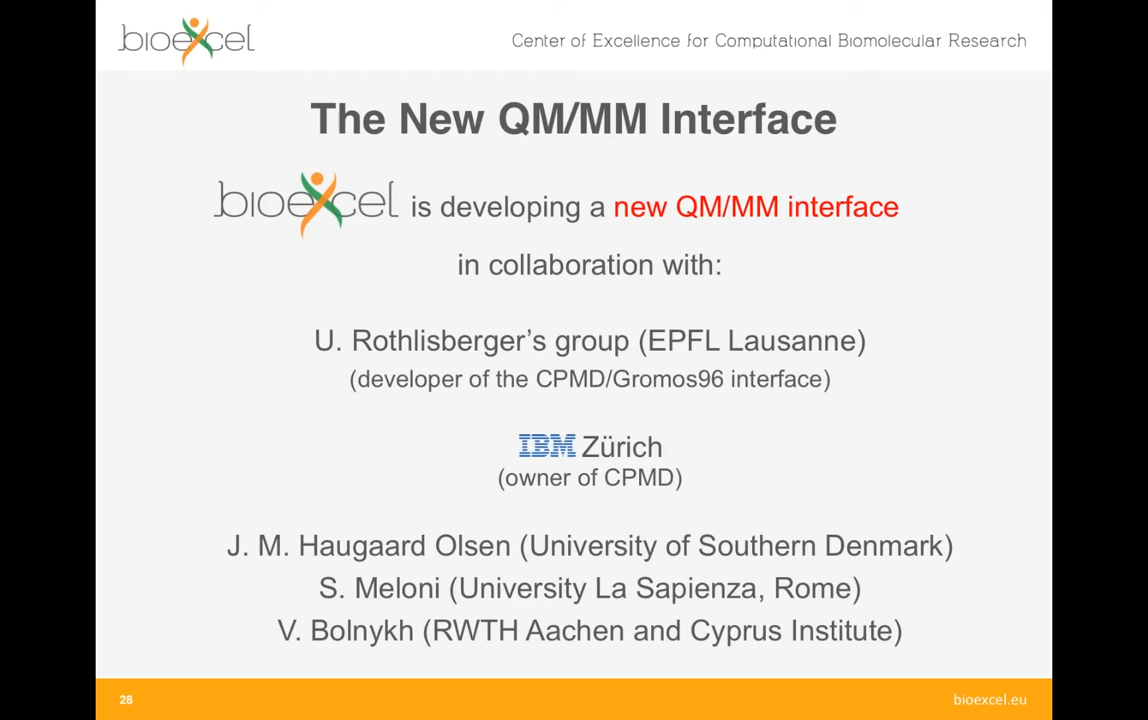 bioexcel
Center of Excellence for Computational Biomolecular Research
The New QM/MM Interface
bioexcel is developing a new QM/MM interface
in collaboration with:
U. Rothlisberger’s group (EPFL Lausanne)
(developer of the CPMD/Gromos96 interface)
IBM Zürich
(owner of CPMD)
J. M. Haugaard Olsen (University of Southern Denmark)
S. Meloni (University La Sapienza, Rome)
V. Bolnykh (RWTH Aachen and Cyprus Institute)
28
bioexcel.eu